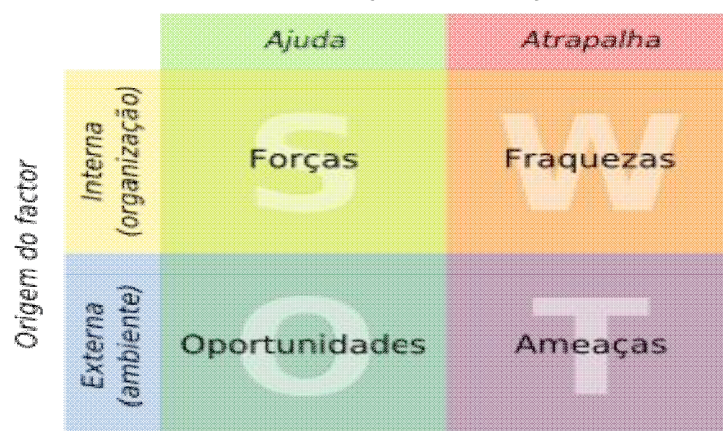 Ajuda
Atrapalha
Origem do factor
Interna
(organização)
S
Forças
W
Fraquezas
Externa
(ambiente)
O
Oportunidades
T
Ameaças